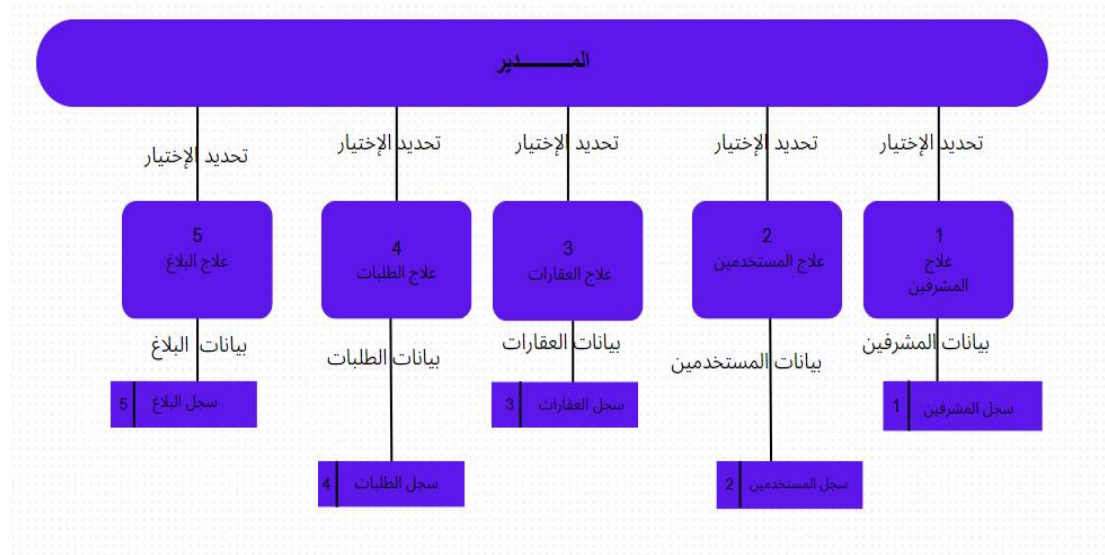 المـــــــــدير
تحديد الإختيار
تحديد الإختيار
تحديد الإختيار
تحديد الإختيار
تحديد الإختيار
1
علاج
المشرفين
2
علاج المستخدمين
3
علاج العقارات
4
علاج الطلبات
5
علاج البلاغ
بيانات المشرفين
بيانات المستخدمين
بيانات العقارات
بيانات الطلبات
بيانات البلاغ
سجل المشرفين 1
سجل المستخدمين 2
سجل العقارات 3
سجل الطلبات 4
سجل البلاغ 5